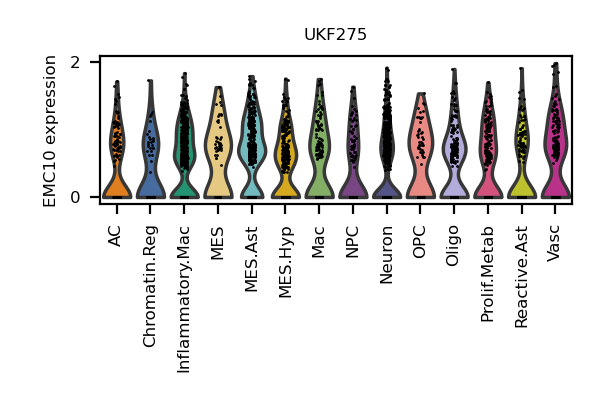 UKF275
EMC10 expression
2
0
AC
Chromatin.Reg
Inflammatory.Mac
MES
MES.Ast
MES.Hyp
Mac
NPC
Neuron
OPC
Oligo
Prolif.Metab
Reactive.Ast
Vasc